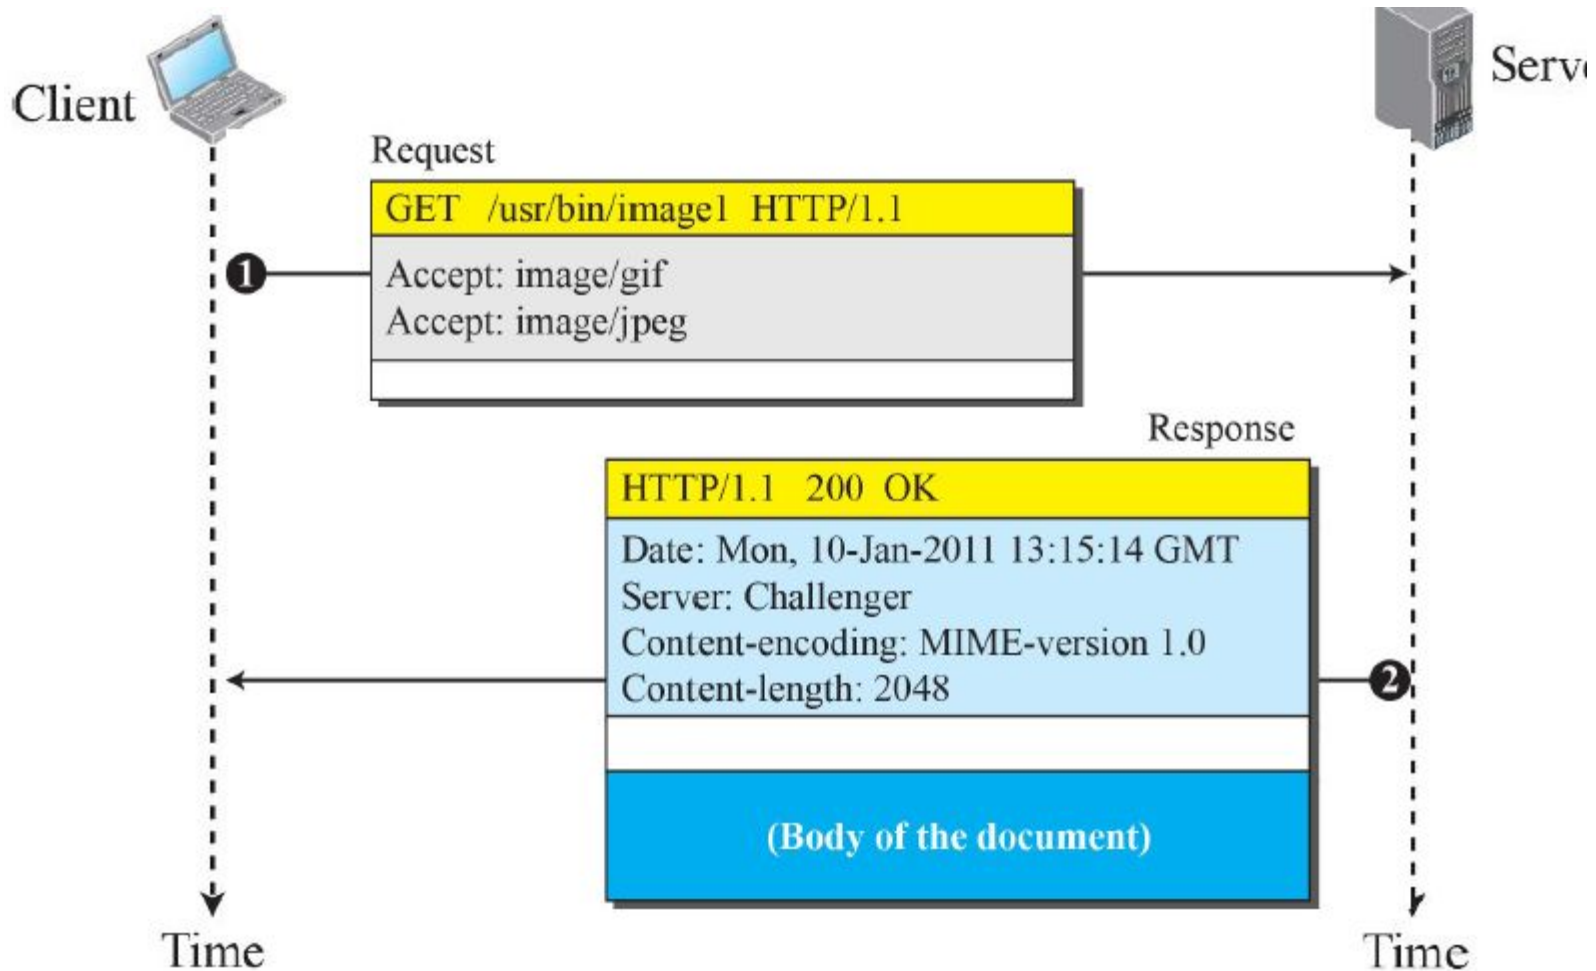 Client
Serve
Request
GET /usr/bin/image1 HTTP/1.1
1
Accept: image/gif
Accept: image/jpeg
Response
HTTP/1.1 200 OK
Date: Mon, 10-Jan-2011 13:15:14 GMT
Server: Challenger
Content-encoding: MIME-version 1.0
Content-length: 2048
2
(Body of the document)
Time
Time